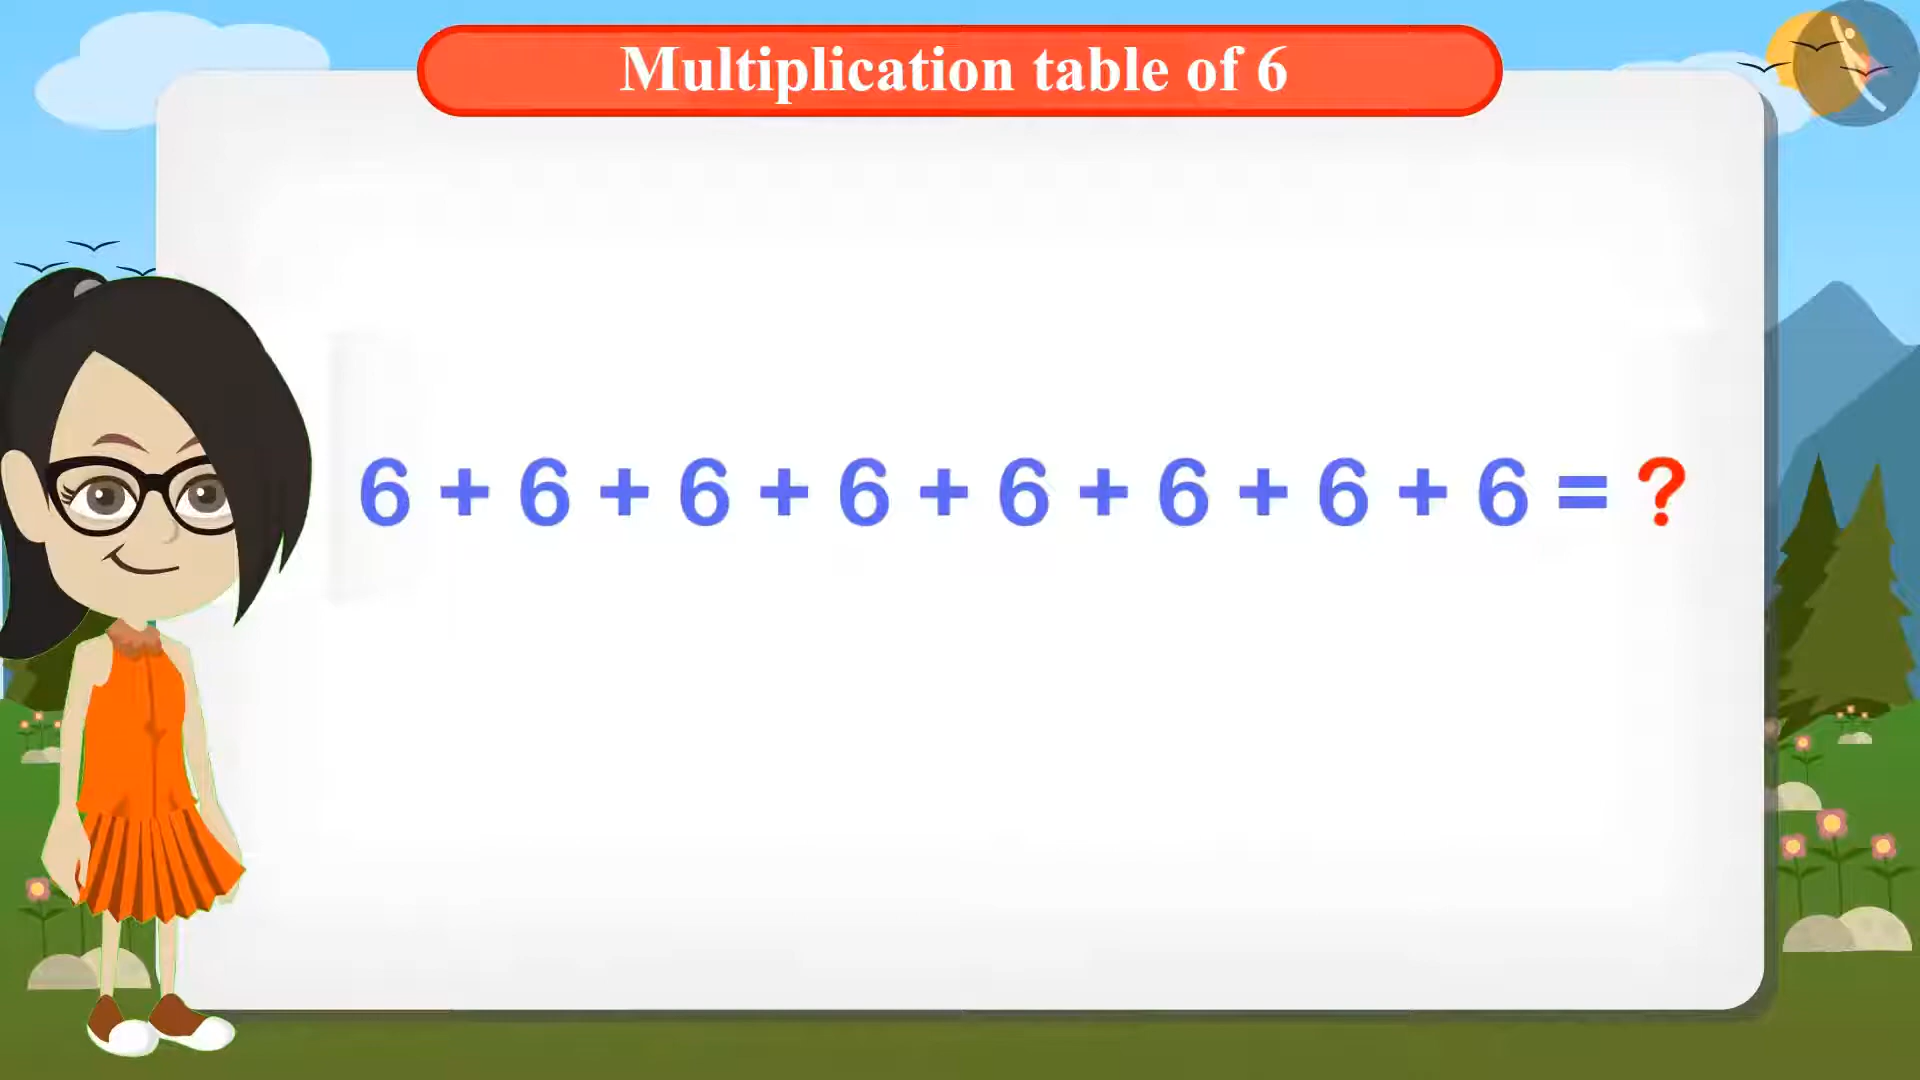 Multiplication table of 6
6 + 6 + 6 + 6 + 6 + 6 + 6 + 6 = ?